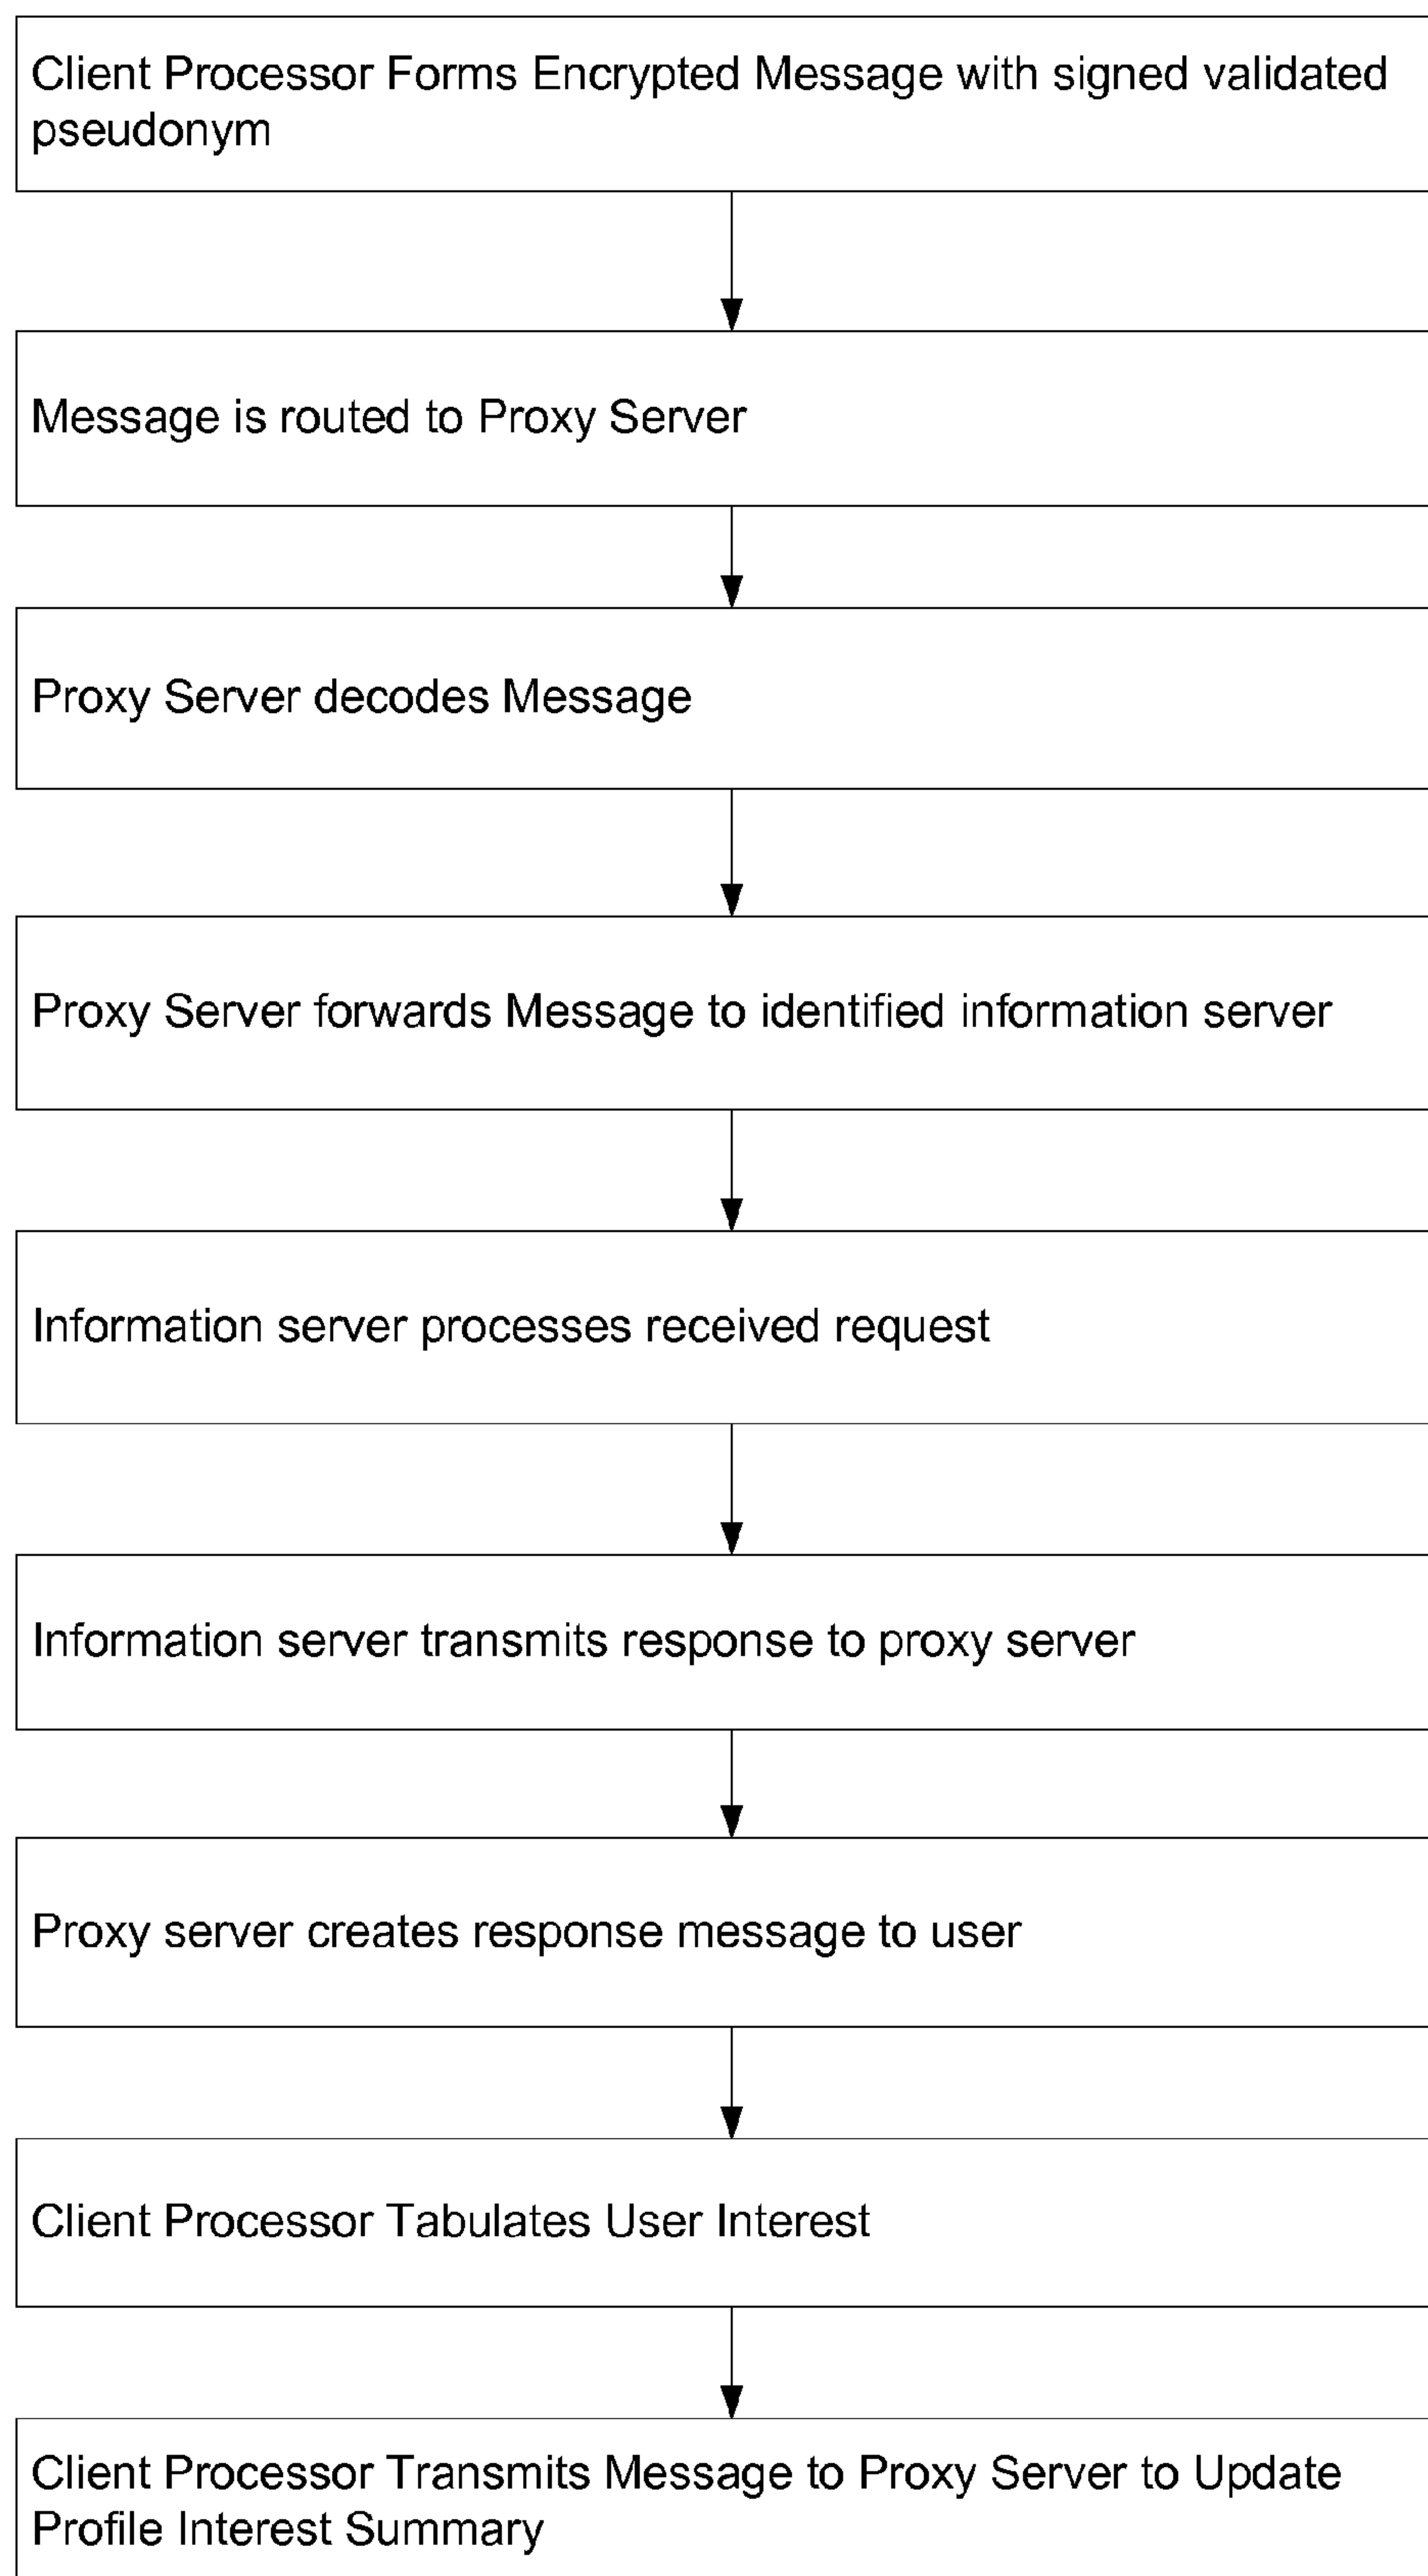 Client Processor Forms Encrypted Message with signed validated
pseudonym
Message is routed to Proxy Server
Proxy Server decodes Message
Proxy Server forwards Message to identified information server
Information server processes received request
Information server transmits response to proxy server
Proxy server creates response message to user
Client Processor Tabulates User Interest
Client Processor Transmits Message to Proxy Server to Update
Profile Interest Summary